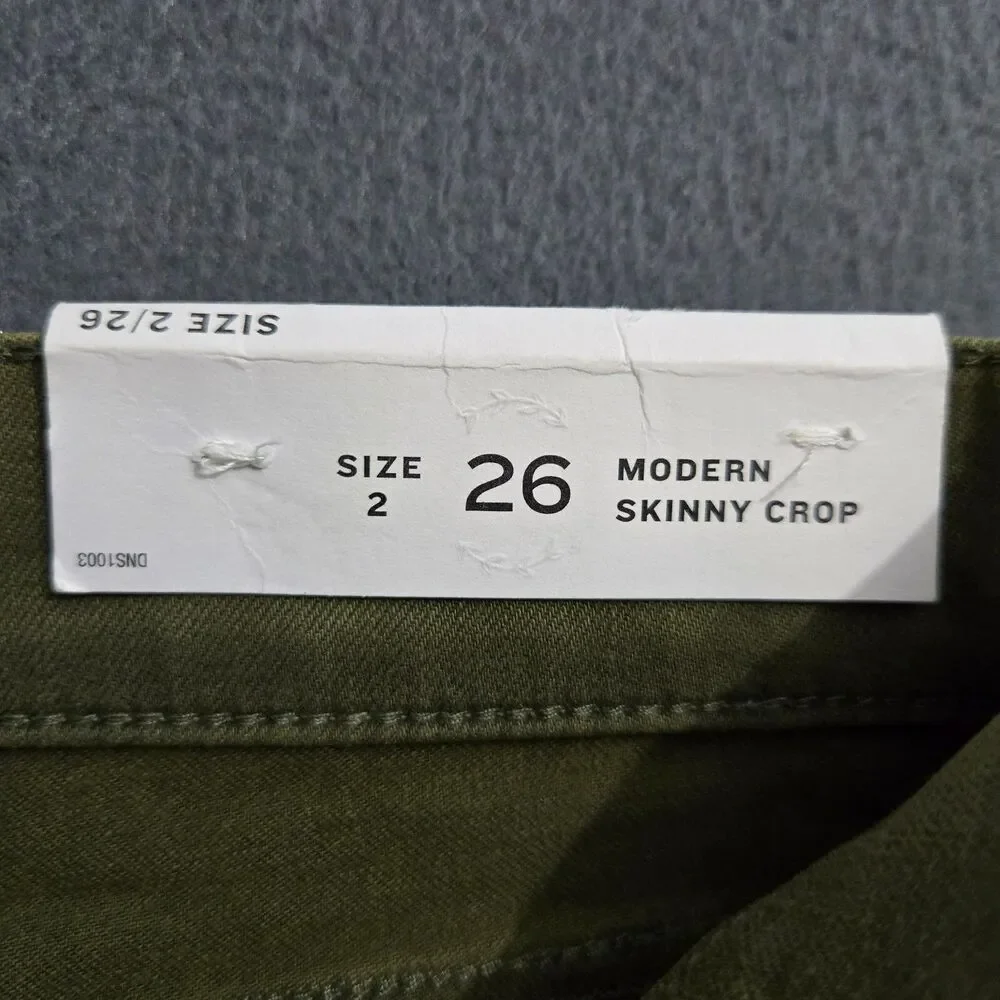 SIZE 2/26
SIZE
2
26
MODERN
SKINNY CROP
DNS1003